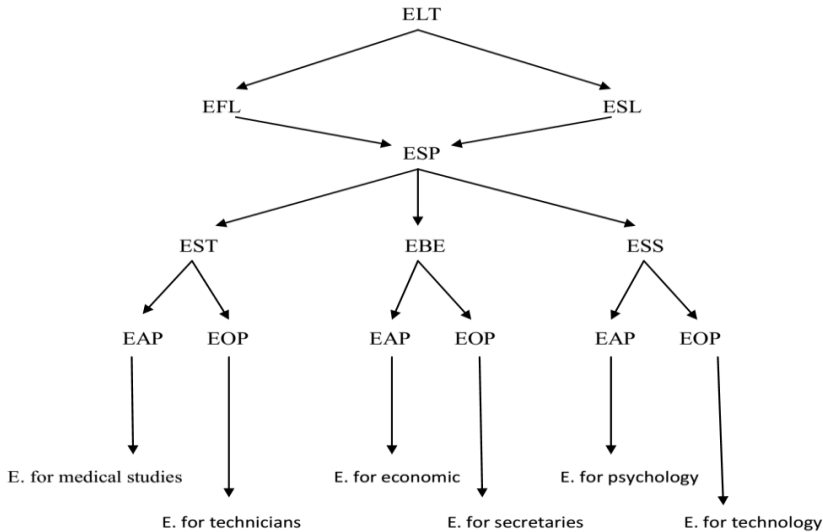 ELT
EFL ESL
ESP
EST EBE ESS
EAP EOP EAP EOP EAP EOP
E. for medical studies E. for economic E. for psychology
E. for technicians E. for secretaries E. for technology